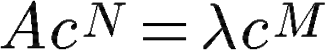 Ac^N = λc^M